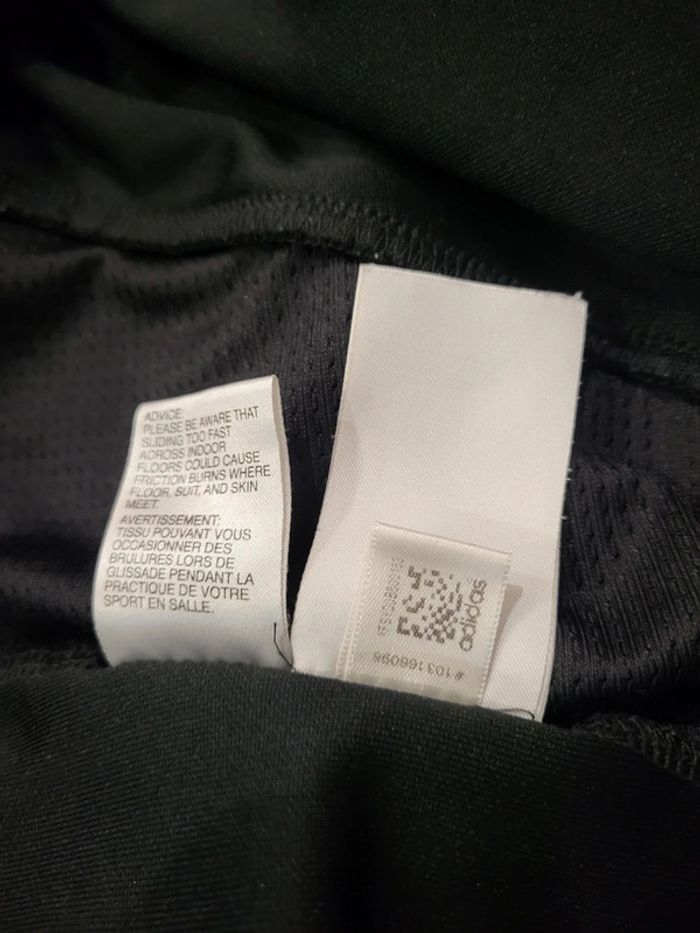 ADVICE:
PLEASE BE AWARE THAT
SLIDING TOO FAST
ACROSS INDOOR
FLOORS COULD CAUSE
FRICTION BURNS WHERE
FLOOR, SUIT, AND SKIN
MEET.
AVERTISSEMENT:
TISSU POUVANT VOUS
OCCASIONNER DES
BRULURES LORS DE
GLISSADE PENDANT LA
PRACTIQUE DE VOTRE
SPORT EN SALLE.
adidas
#103166096